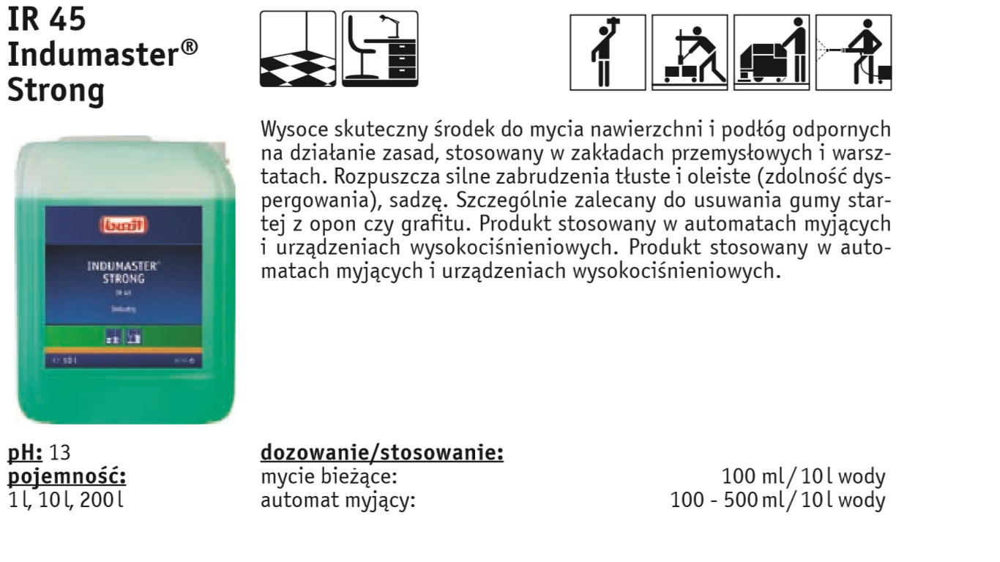 IR 45
Indumaster®
Strong
Wysoce skuteczny środek do mycia nawierzchni i podłóg odpornych
na działanie zasad, stosowany w zakładach przemysłowych i warsz-
tatach. Rozpuszcza silne zabrudzenia tłuste i oleiste (zdolność dys-
pergowania), sadzę. Szczególnie zalecany do usuwania gumy star-
tej z opon czy grafitu. Produkt stosowany w automatach myjących
i urządzeniach wysokociśnieniowych. Produkt stosowany w auto-
matach myjących i urządzeniach wysokociśnieniowych.
buzil
INDUMASTER®
STRONG
IR 45
Industry
10 l
pH: 13
pojemność:
1 l, 10 l, 200 l
dozowanie/stosowanie:
mycie bieżące: 100 ml / 10 l wody
automat myjący: 100 - 500 ml / 10 l wody